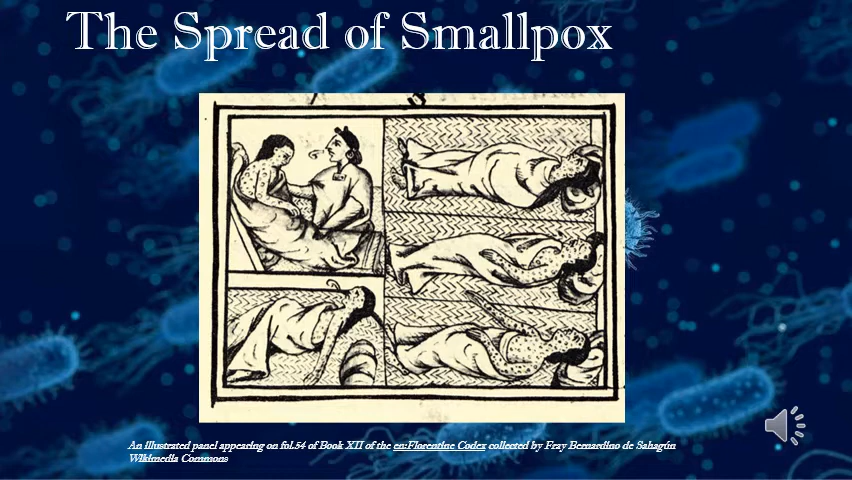 The Spread of Smallpox
An illustrated panel appearing on fol.54 of Book XII of the en:Florentine Codex collected by Fray Bernardino de Sahagún
Wikimedia Commons